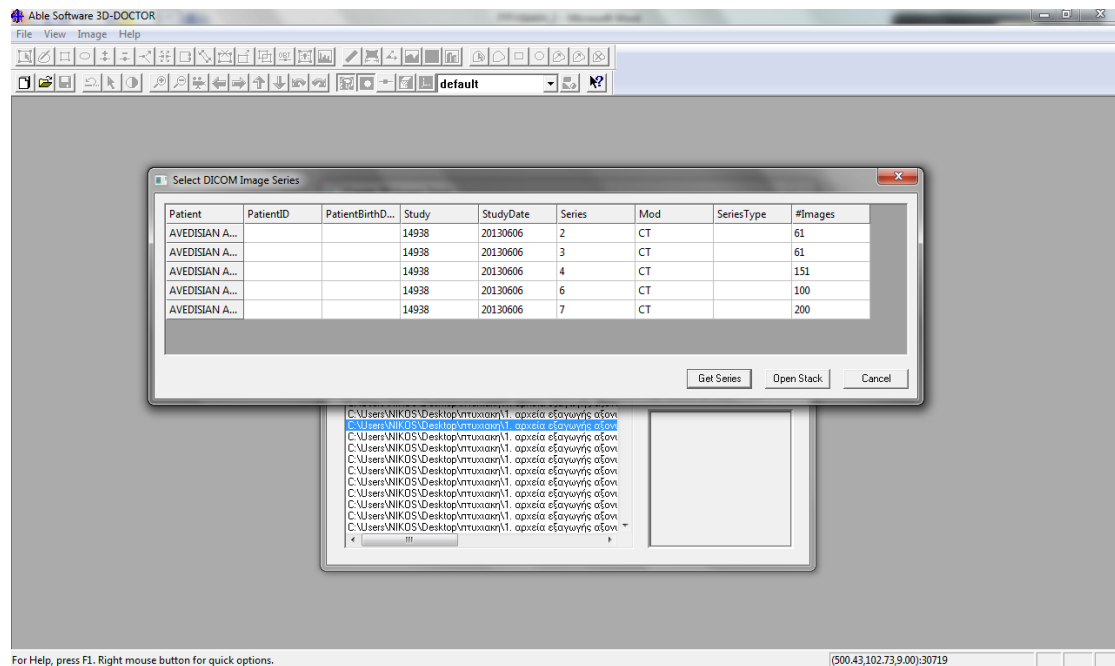 Able Software 3D-DOCTOR
File View Image Help
default
Select DICOM Image Series
Patient PatientID PatientBirthD... Study StudyDate Series Mod SeriesType #Images
AVEDISIAN A... 14938 20130606 2 CT 61
AVEDISIAN A... 14938 20130606 3 CT 61
AVEDISIAN A... 14938 20130606 4 CT 151
AVEDISIAN A... 14938 20130606 6 CT 100
AVEDISIAN A... 14938 20130606 7 CT 200
Get Series Open Stack Cancel
C:\Users\NIKOS\Desktop\πτυχιακη\1. αρχεία εξαγωγής αξονι
C:\Users\NIKOS\Desktop\πτυχιακη\1. αρχεία εξαγωγής αξονι
C:\Users\NIKOS\Desktop\πτυχιακη\1. αρχεία εξαγωγής αξονι
C:\Users\NIKOS\Desktop\πτυχιακη\1. αρχεία εξαγωγής αξονι
C:\Users\NIKOS\Desktop\πτυχιακη\1. αρχεία εξαγωγής αξονι
C:\Users\NIKOS\Desktop\πτυχιακη\1. αρχεία εξαγωγής αξονι
C:\Users\NIKOS\Desktop\πτυχιακη\1. αρχεία εξαγωγής αξονι
C:\Users\NIKOS\Desktop\πτυχιακη\1. αρχεία εξαγωγής αξονι
C:\Users\NIKOS\Desktop\πτυχιακη\1. αρχεία εξαγωγής αξονι
C:\Users\NIKOS\Desktop\πτυχιακη\1. αρχεία εξαγωγής αξονι
C:\Users\NIKOS\Desktop\πτυχιακη\1. αρχεία εξαγωγής αξονι
For Help, press F1. Right mouse button for quick options. (500.43,102.73,9.00):30719